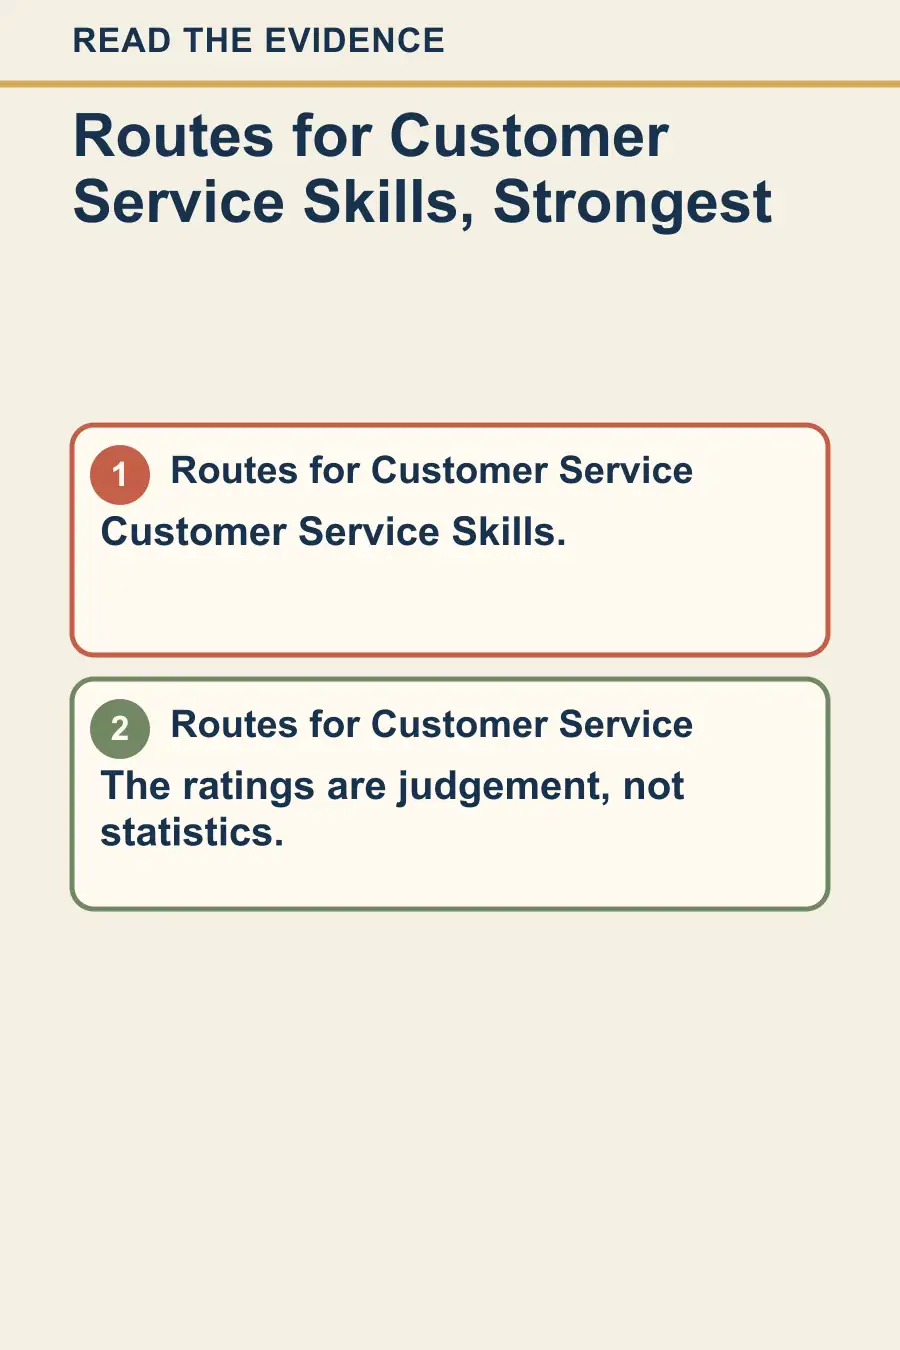 READ THE EVIDENCE
Routes for Customer
Service Skills, Strongest
1 Routes for Customer Service
Customer Service Skills.
2 Routes for Customer Service
The ratings are judgement, not
statistics.